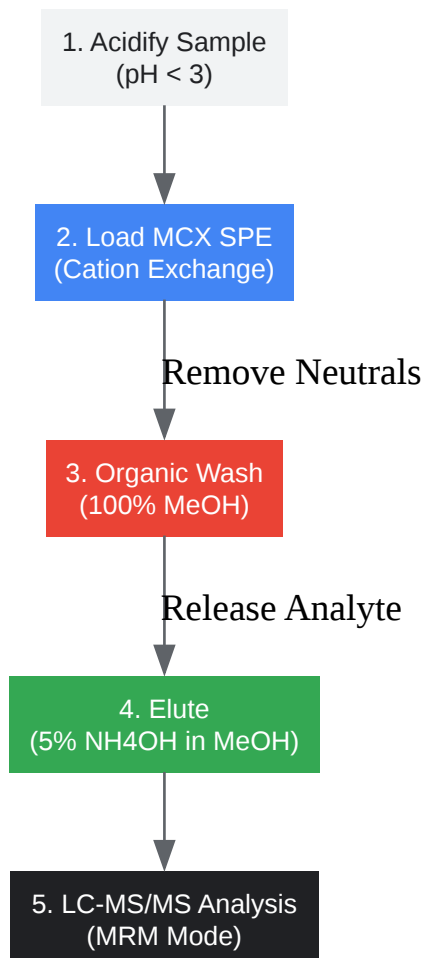 1. Acidify Sample
(pH < 3)
2. Load MCX SPE
(Cation Exchange)
Remove Neutrals
3. Organic Wash
(100% MeOH)
Release Analyte
4. Elute
(5% NH4OH in MeOH)
5. LC-MS/MS Analysis
(MRM Mode)